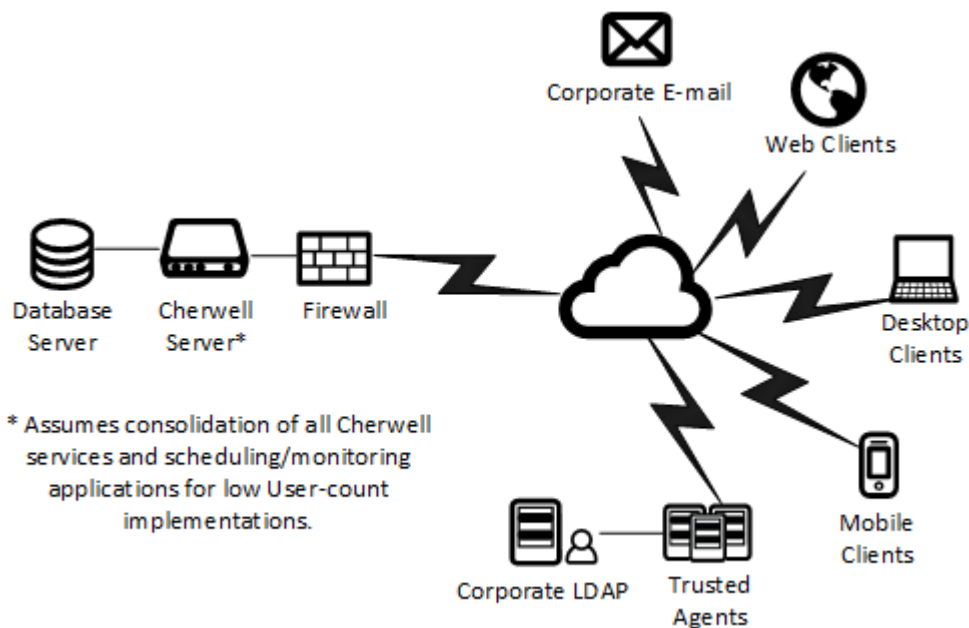 Corporate E-mail
Web Clients
Database
Server
Cherwell
Server*
Firewall
Desktop
Clients
* Assumes consolidation of all Cherwell
services and scheduling/monitoring
applications for low User-count
implementations.
Mobile
Clients
Corporate LDAP
Trusted
Agents